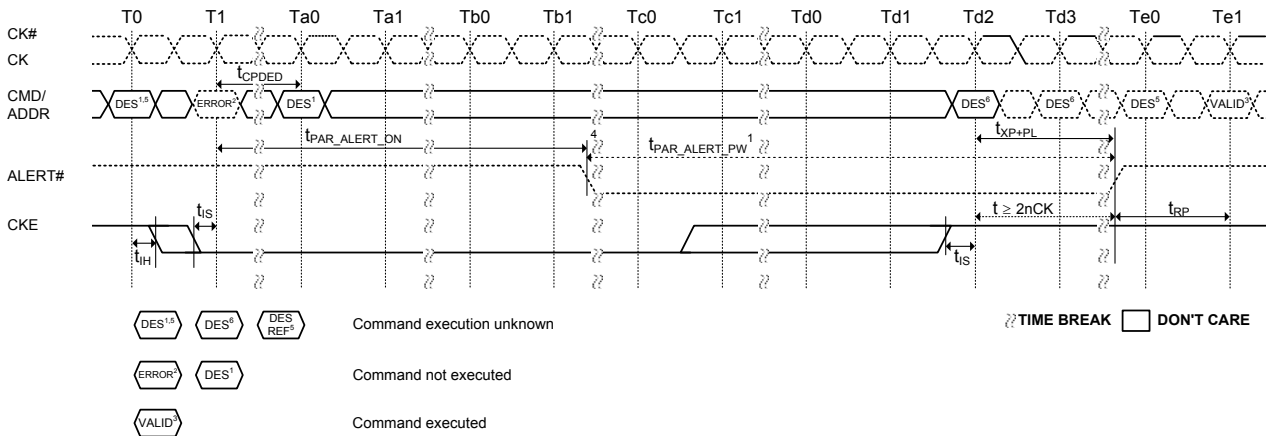 T0 T1 Ta0 Ta1 Tb0 Tb1 Tc0 Tc1 Td0 Td1 Td2 Td3 Te0 Te1
CK#
CK
tCPDED
CMD/
ADDR
DES1,5 ERROR2 DES1 DES6 DES6 DES5 VALID3
tPAR_ALERT_ON 4 tPAR_ALERT_PW1 tXP+PL
ALERT#
tIS t ≥ 2nCK tRP
CKE
tIH tIS
DES1,5 DES6 DES REF5 Command execution unknown
TIME BREAK DON'T CARE
ERROR2 DES1 Command not executed
VALID3 Command executed